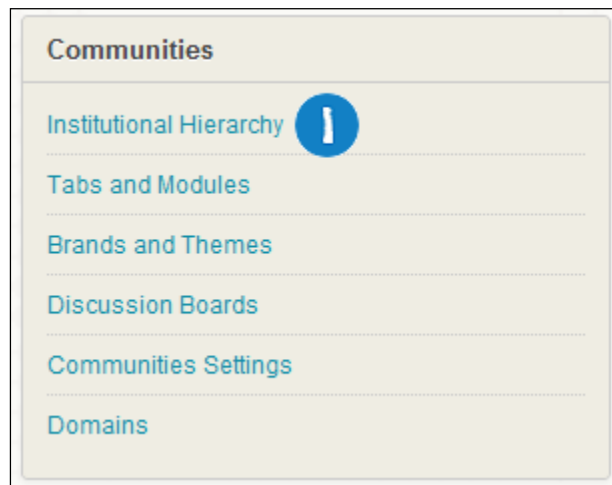 Communities
Institutional Hierarchy 1
Tabs and Modules
Brands and Themes
Discussion Boards
Communities Settings
Domains